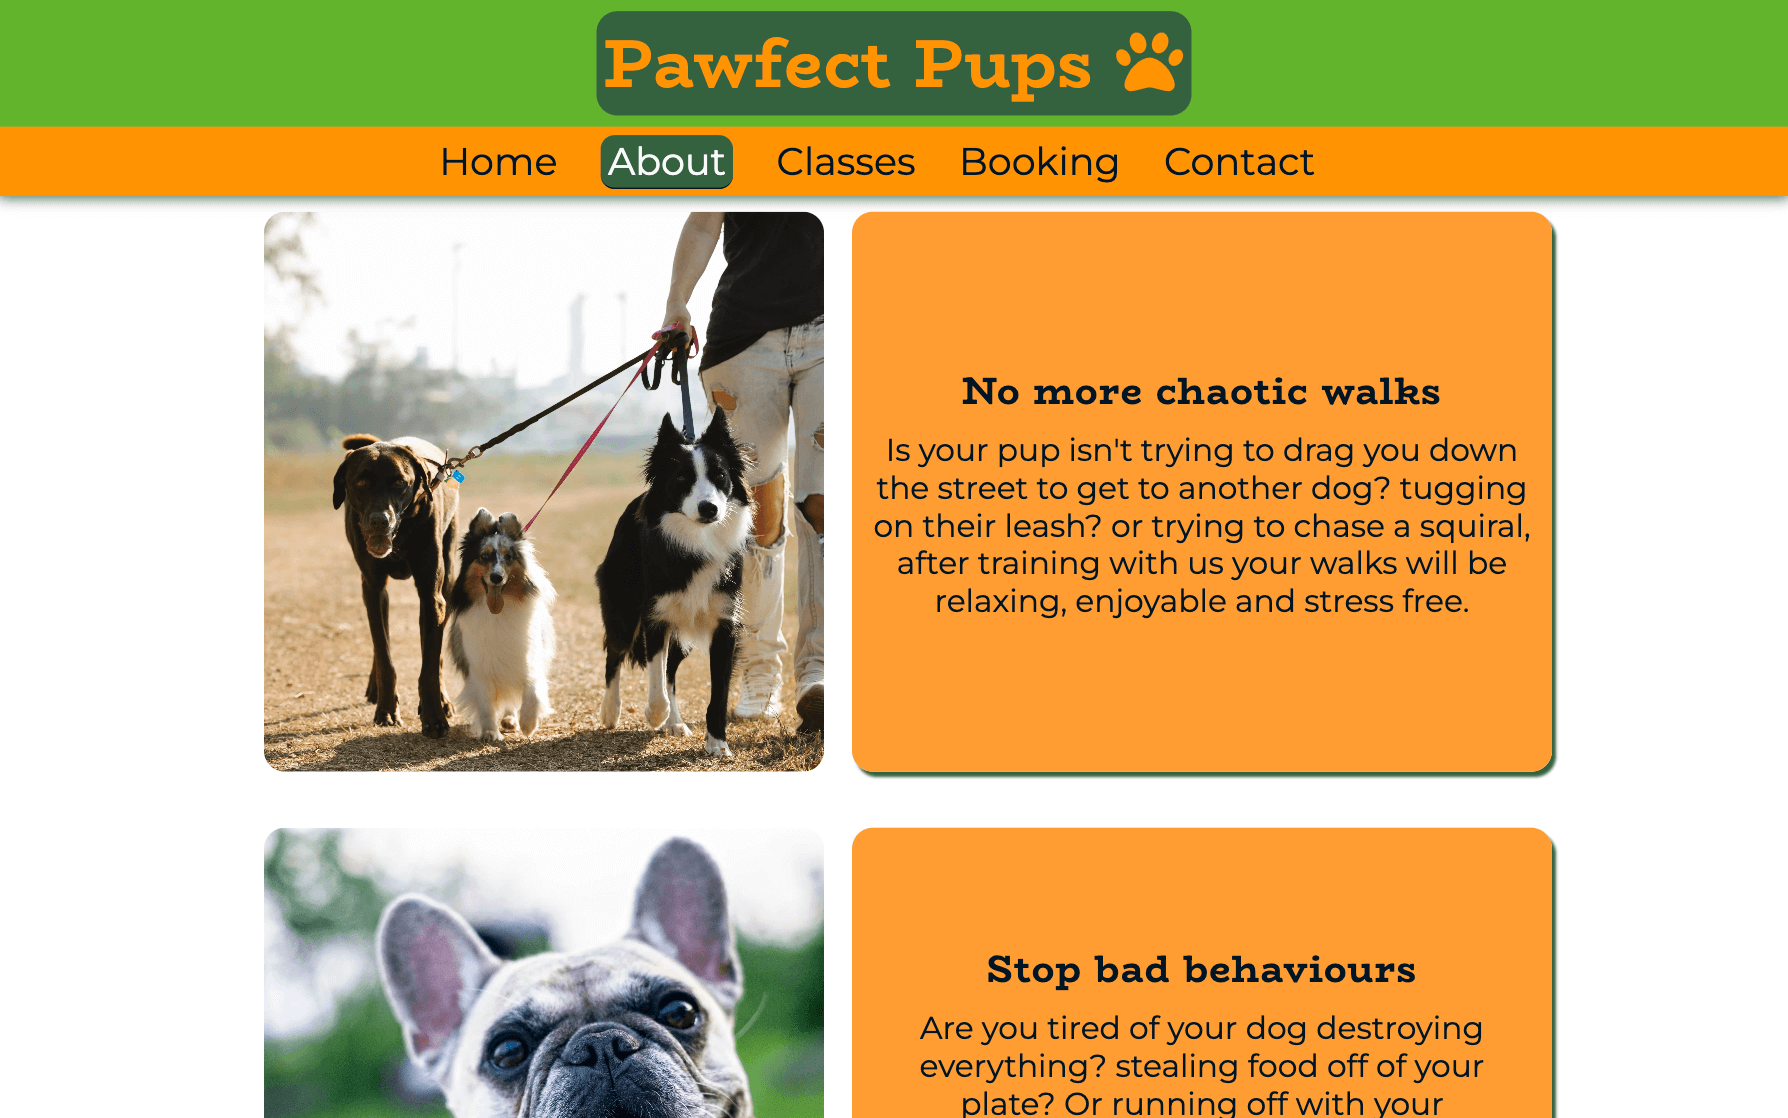 Pawfect Pups
Home About Classes Booking Contact
No more chaotic walks
Is your pup isn't trying to drag you down
the street to get to another dog? tugging
on their leash? or trying to chase a squiral,
after training with us your walks will be
relaxing, enjoyable and stress free.
Stop bad behaviours
Are you tired of your dog destroying
everything? stealing food off of your
plate? Or running off with your